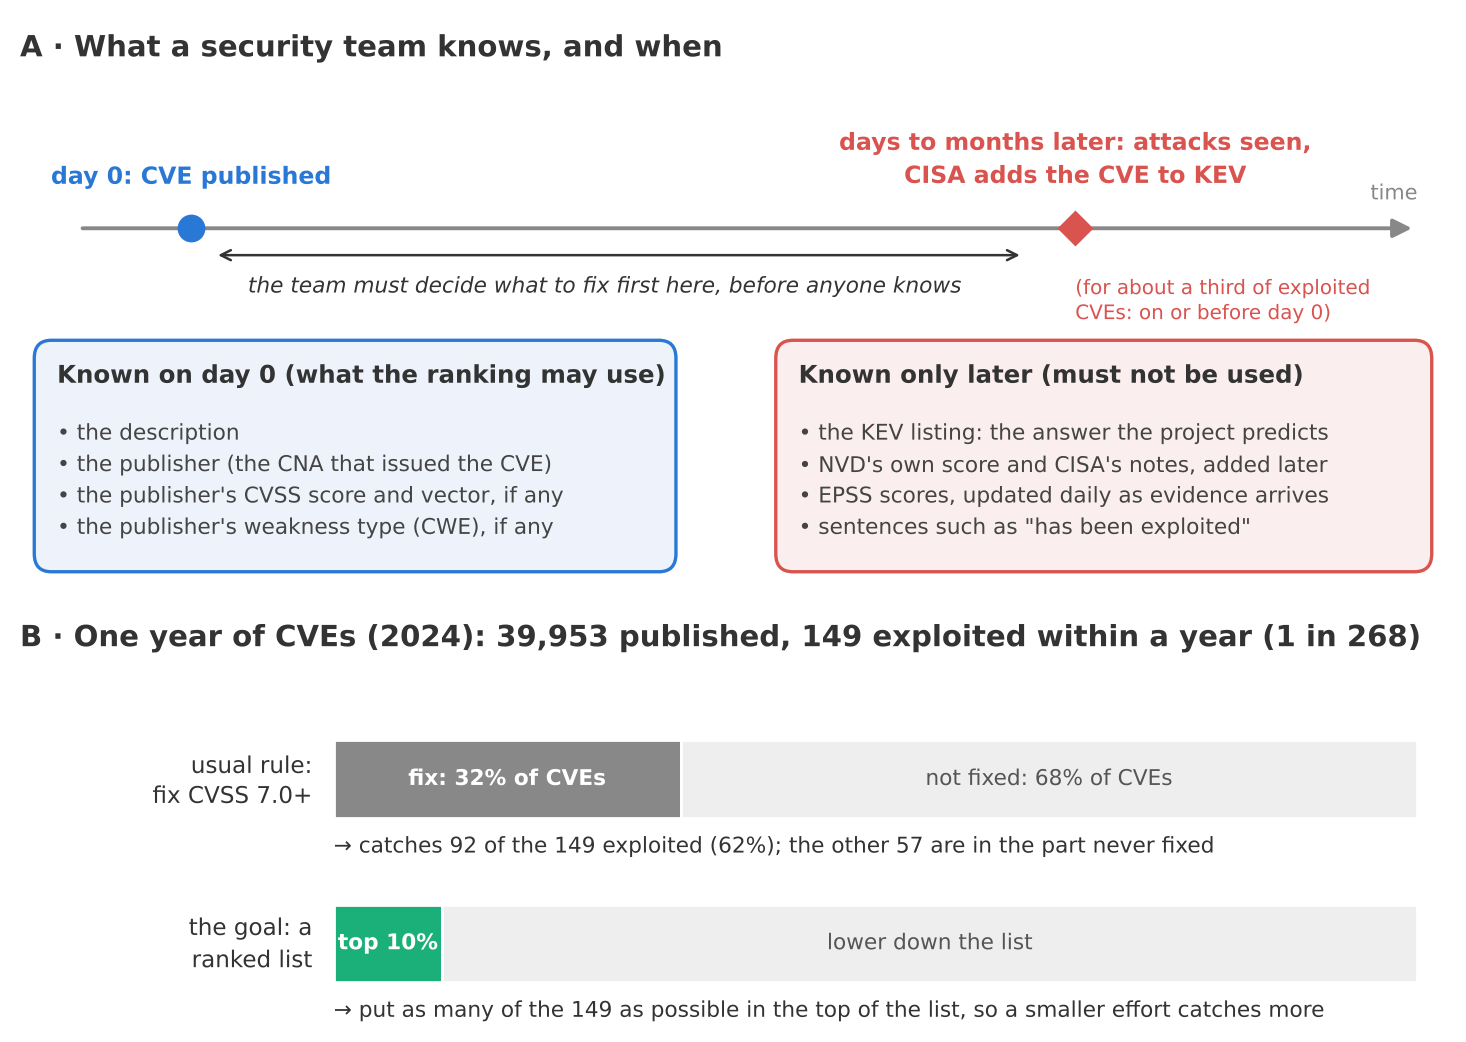 A · What a security team knows, and when
days to months later: attacks seen,
day 0: CVE published
CISA adds the CVE to KEV
time
the team must decide what to fix first here, before anyone knows
(for about a third of exploited
CVEs: on or before day 0)
Known on day 0 (what the ranking may use)
• the description
• the publisher (the CNA that issued the CVE)
• the publisher's CVSS score and vector, if any
• the publisher's weakness type (CWE), if any
Known only later (must not be used)
• the KEV listing: the answer the project predicts
• NVD's own score and CISA's notes, added later
• EPSS scores, updated daily as evidence arrives
• sentences such as "has been exploited"
B · One year of CVEs (2024): 39,953 published, 149 exploited within a year (1 in 268)
usual rule:
fix CVSS 7.0+
fix: 32% of CVEs
not fixed: 68% of CVEs
→ catches 92 of the 149 exploited (62%); the other 57 are in the part never fixed
the goal: a
ranked list
top 10%
lower down the list
→ put as many of the 149 as possible in the top of the list, so a smaller effort catches more